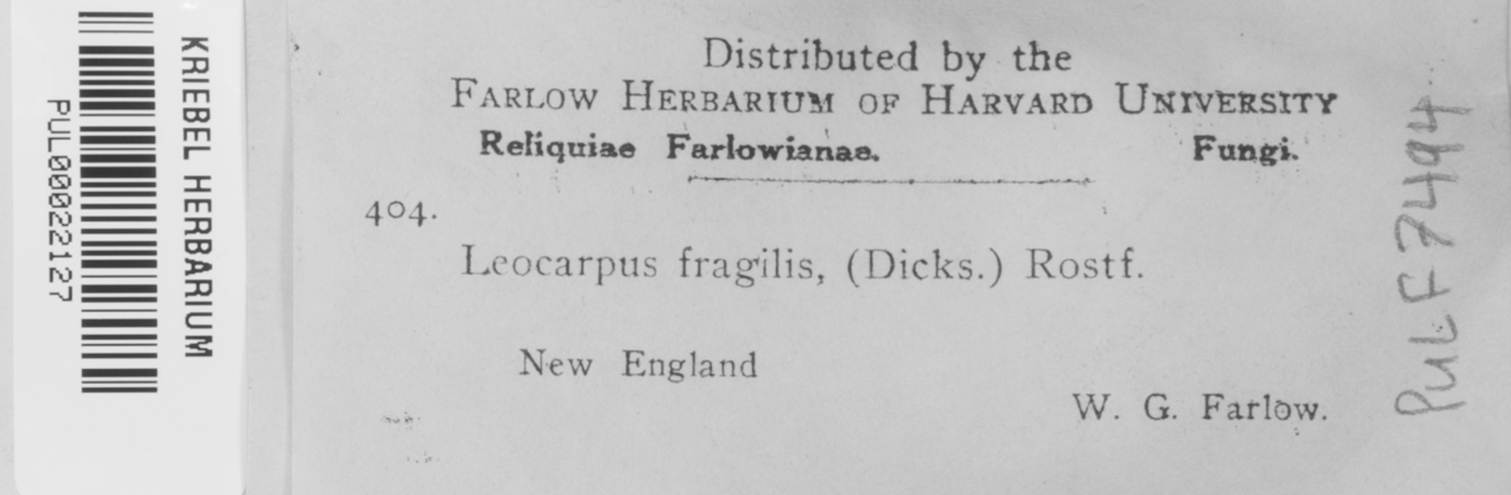 KRIEBEL HERBARIUM
PUL00022127
Distributed by the
FARLOW HERBARIUM OF HARVARD UNIVERSITY
Reliquiae Farlowianae. Fungi.
404.
Leocarpus fragilis, (Dicks.) Rostf.
New England
W. G. Farlow.
PUL F7494